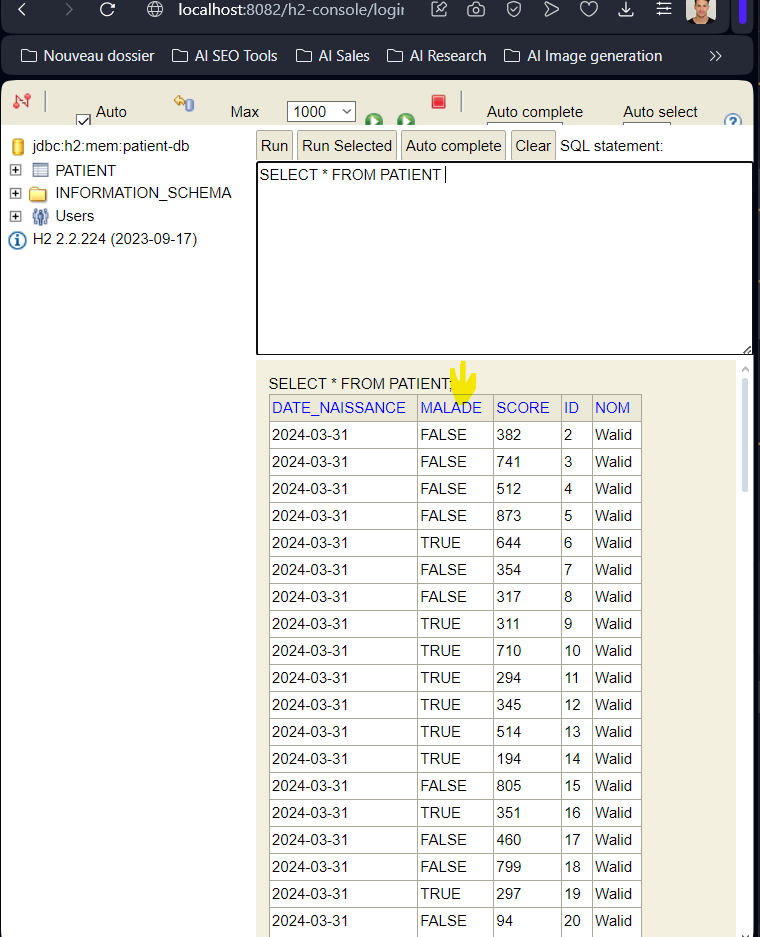 localhost:8082/h2-console/login
Nouveau dossier AI SEO Tools AI Sales AI Research AI Image generation
Auto Max 1000 Auto complete Auto select
jdbc:h2:mem:patient-db
PATIENT
INFORMATION_SCHEMA
Users
H2 2.2.224 (2023-09-17)
Run Run Selected Auto complete Clear SQL statement:
SELECT * FROM PATIENT
SELECT * FROM PATIENT;
DATE_NAISSANCE MALADE SCORE ID NOM
2024-03-31 FALSE 382 2 Walid
2024-03-31 FALSE 741 3 Walid
2024-03-31 FALSE 512 4 Walid
2024-03-31 FALSE 873 5 Walid
2024-03-31 TRUE 644 6 Walid
2024-03-31 FALSE 354 7 Walid
2024-03-31 FALSE 317 8 Walid
2024-03-31 TRUE 311 9 Walid
2024-03-31 TRUE 710 10 Walid
2024-03-31 TRUE 294 11 Walid
2024-03-31 TRUE 345 12 Walid
2024-03-31 TRUE 514 13 Walid
2024-03-31 TRUE 194 14 Walid
2024-03-31 FALSE 805 15 Walid
2024-03-31 TRUE 351 16 Walid
2024-03-31 FALSE 460 17 Walid
2024-03-31 FALSE 799 18 Walid
2024-03-31 TRUE 297 19 Walid
2024-03-31 FALSE 94 20 Walid